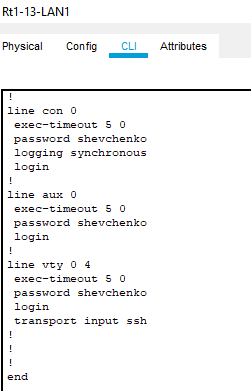 Rt1-13-LAN1
Physical Config CLI Attributes
!
line con 0
 exec-timeout 5 0
 password shevchenko
 logging synchronous
 login
!
line aux 0
 exec-timeout 5 0
 password shevchenko
 login
!
line vty 0 4
 exec-timeout 5 0
 password shevchenko
 login
 transport input ssh
!
!
!
end